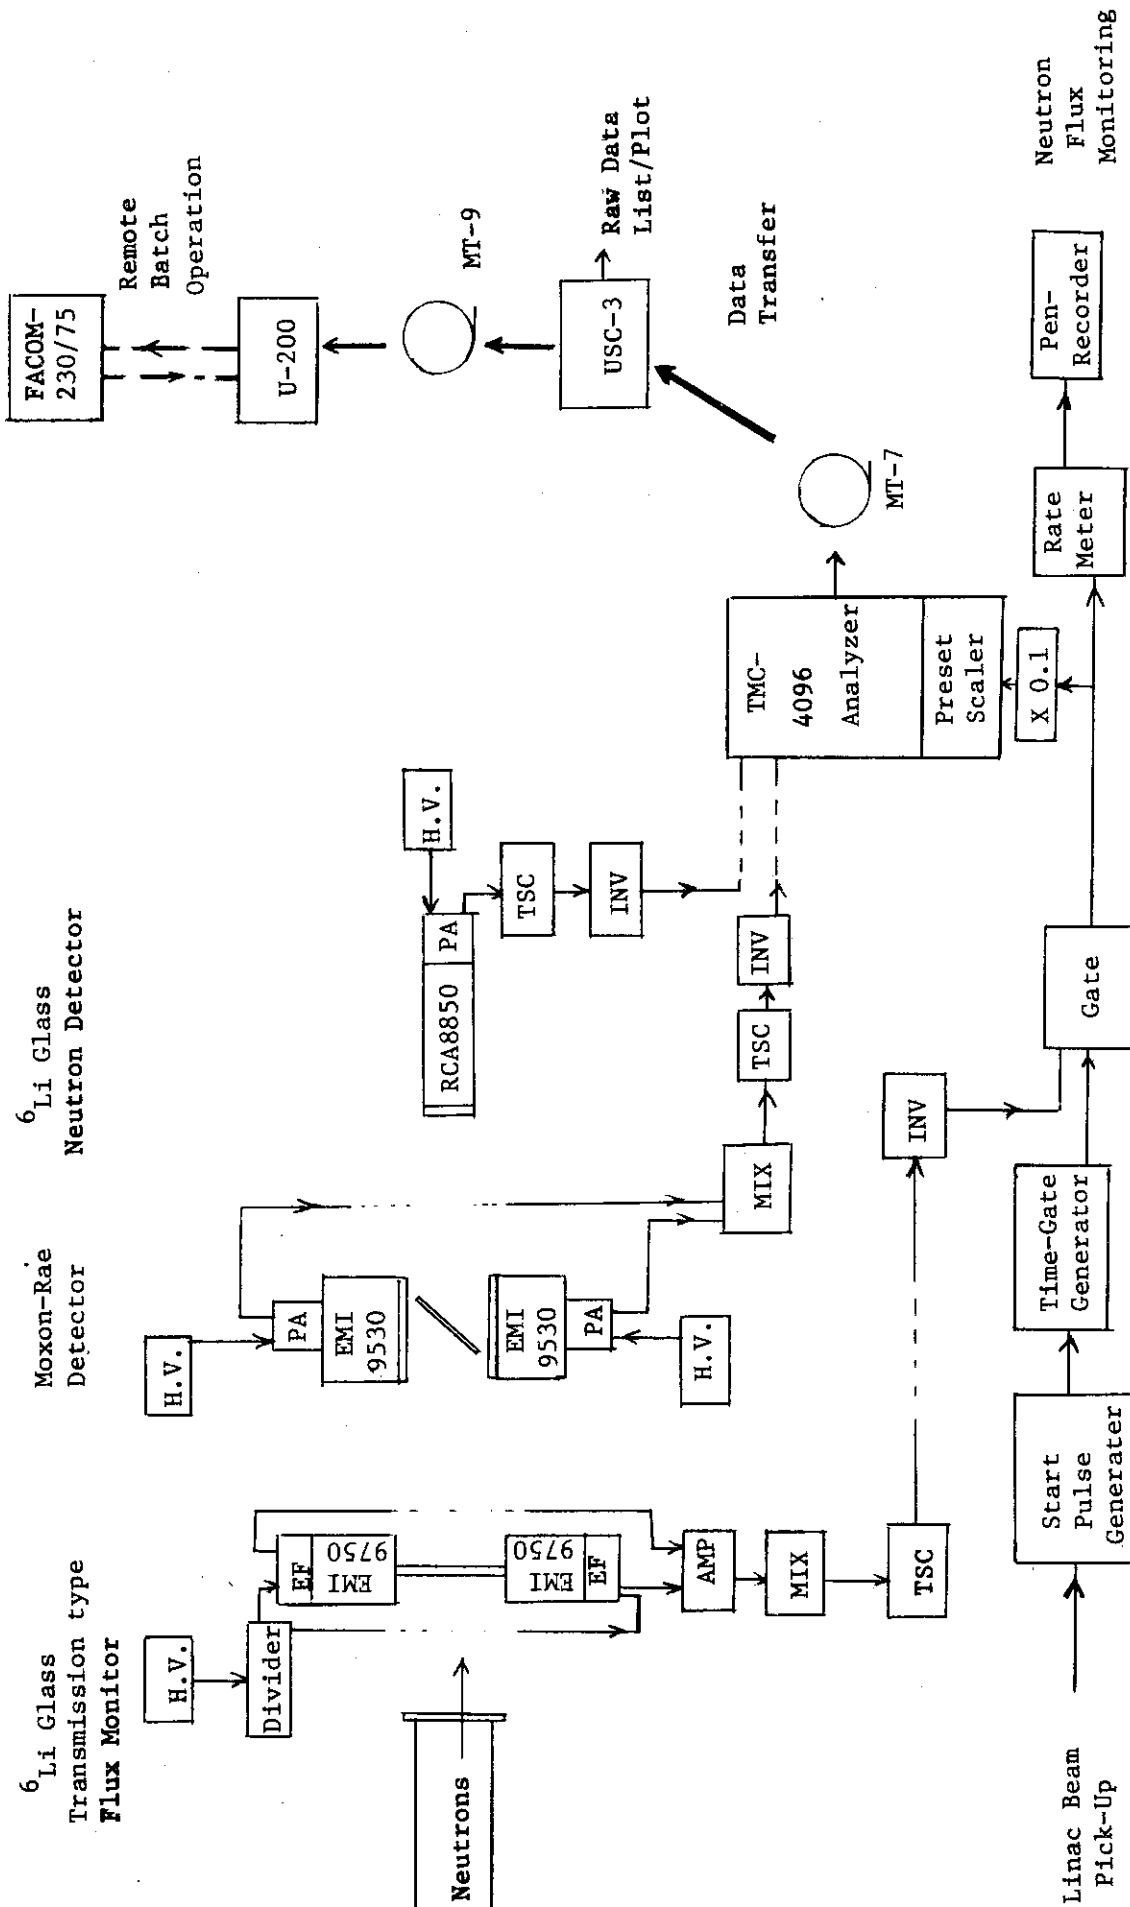 6Li Glass
Transmission type
Flux Monitor
Moxon-Rae
Detector
6Li Glass
Neutron Detector
FACOM-
230/75
Remote
Batch
Operation
H.V.
Divider
EF
EMI
9750
EMI
9750
EF
AMP
MIX
TSC
Neutrons
H.V.
PA
EMI
9530
EMI
9530
PA
H.V.
MIX
TSC
INV
RCA8850
PA
H.V.
TSC
INV
U-200
MT-9
USC-3
Raw Data
List/Plot
Data
Transfer
MT-7
TMC-
4096
Analyzer
Preset
Scaler
X 0.1
INV
Linac Beam
Pick-Up
Start
Pulse
Generater
Time-Gate
Generator
Gate
Rate
Meter
Pen-
Recorder
Neutron
Flux
Monitoring